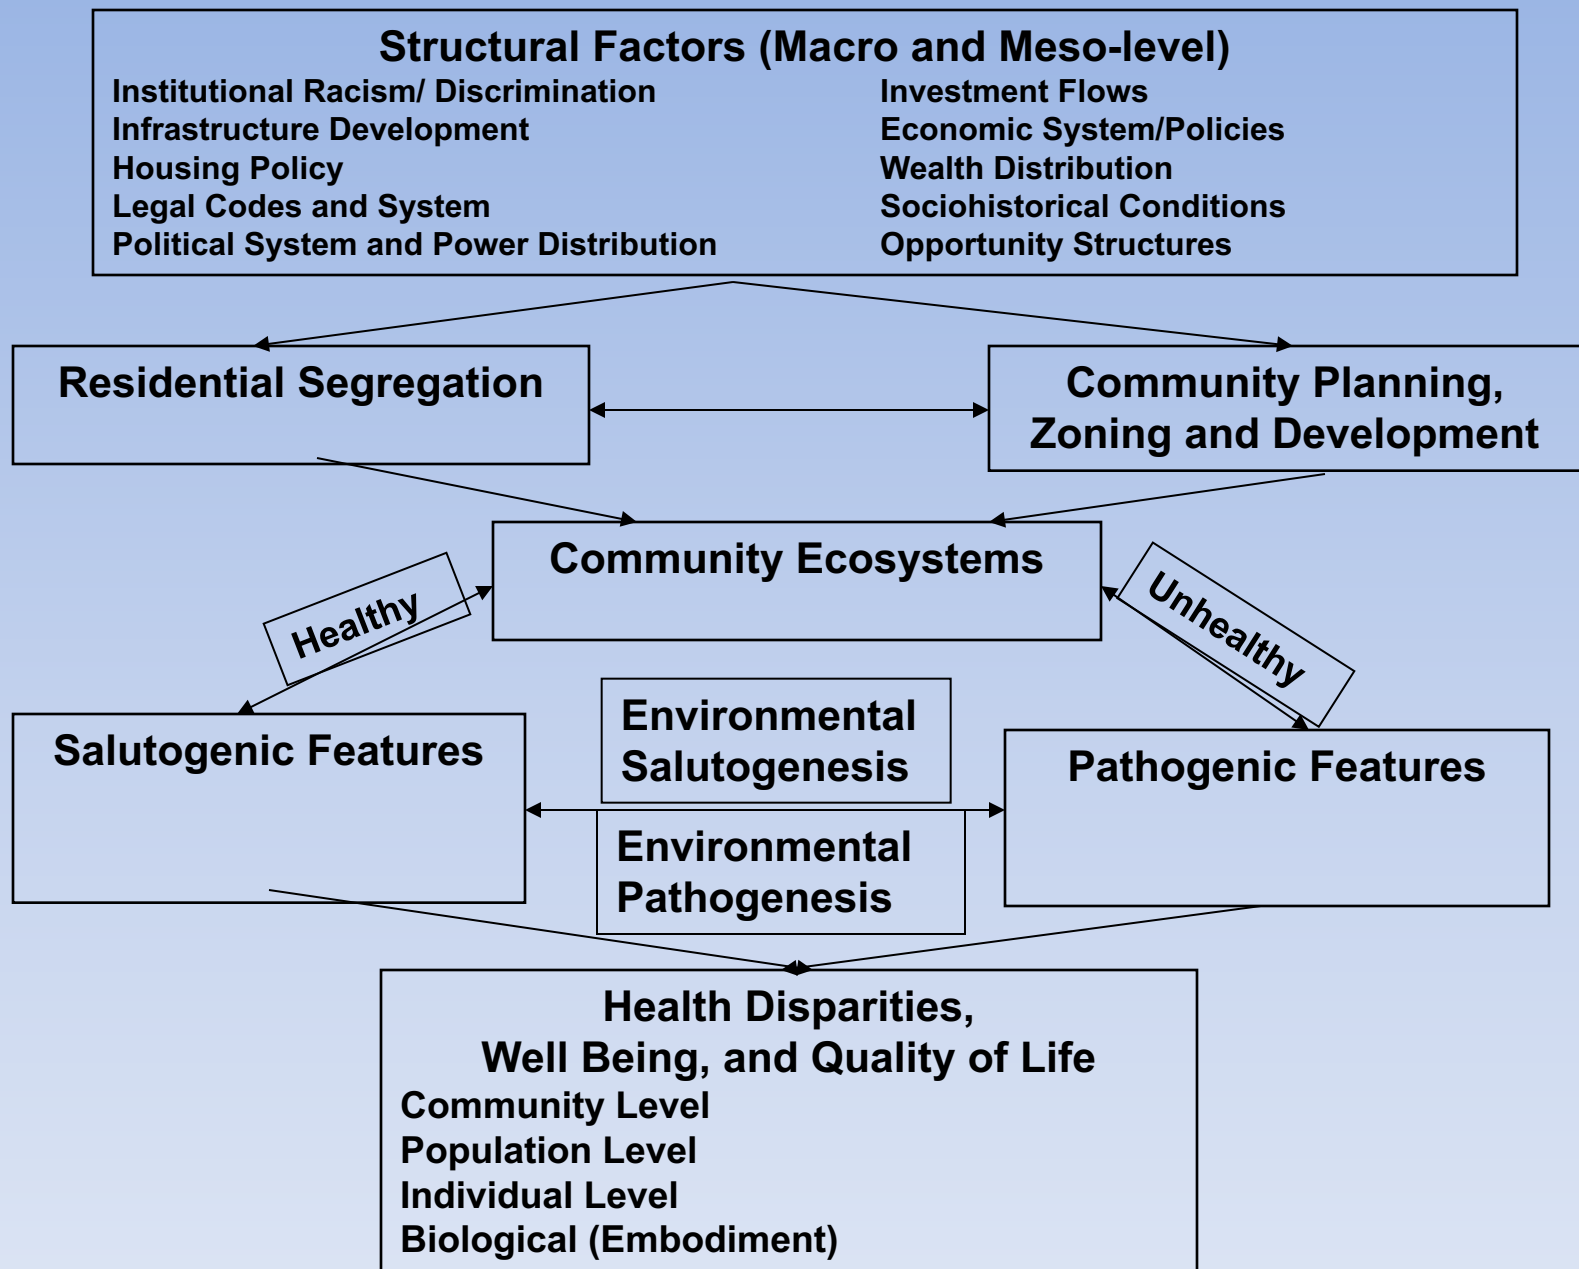 Structural Factors (Macro and Meso-level)
Institutional Racism/ Discrimination
Infrastructure Development
Housing Policy
Legal Codes and System
Political System and Power Distribution
Investment Flows
Economic System/Policies
Wealth Distribution
Sociohistorical Conditions
Opportunity Structures
Residential Segregation
Community Planning,
Zoning and Development
Community Ecosystems
Healthy
Unhealthy
Salutogenic Features
Environmental
Salutogenesis
Pathogenic Features
Environmental
Pathogenesis
Health Disparities,
Well Being, and Quality of Life
Community Level
Population Level
Individual Level
Biological (Embodiment)